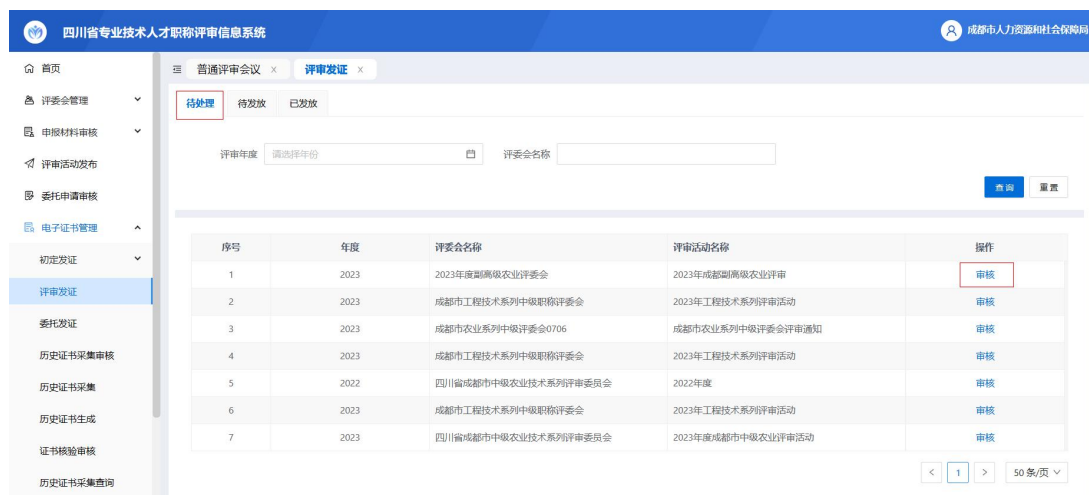 四川省专业技术人才职称评审信息系统
成都市人力资源和社会保障局
首页
评委会管理
申报材料审核
评审活动发布
委托申请审核
电子证书管理
初定发证
评审发证
委托发证
历史证书采集审核
历史证书采集
历史证书生成
证书核验审核
历史证书采集查询
普通评审会议 × 评审发证 ×
待处理 待发放 已发放
评审年度 请选择年份 评委会名称
查询 重置
序号 年度 评委会名称 评审活动名称 操作
1 2023 2023年度副高级农业评委会 2023年成都副高级农业评审 审核
2 2023 成都市工程技术系列中级职称评委会 2023年工程技术系列评审活动 审核
3 2023 成都市农业系列中级评委会0706 成都市农业系列中级评委会评审通知 审核
4 2023 成都市工程技术系列中级职称评委会 2023年工程技术系列评审活动 审核
5 2022 四川省成都市中级农业技术系列评审委员会 2022年度 审核
6 2023 成都市工程技术系列中级职称评委会 2023年工程技术系列评审活动 审核
7 2023 四川省成都市中级农业技术系列评审委员会 2023年度成都市中级农业评审活动 审核
< 1 > 50 条/页